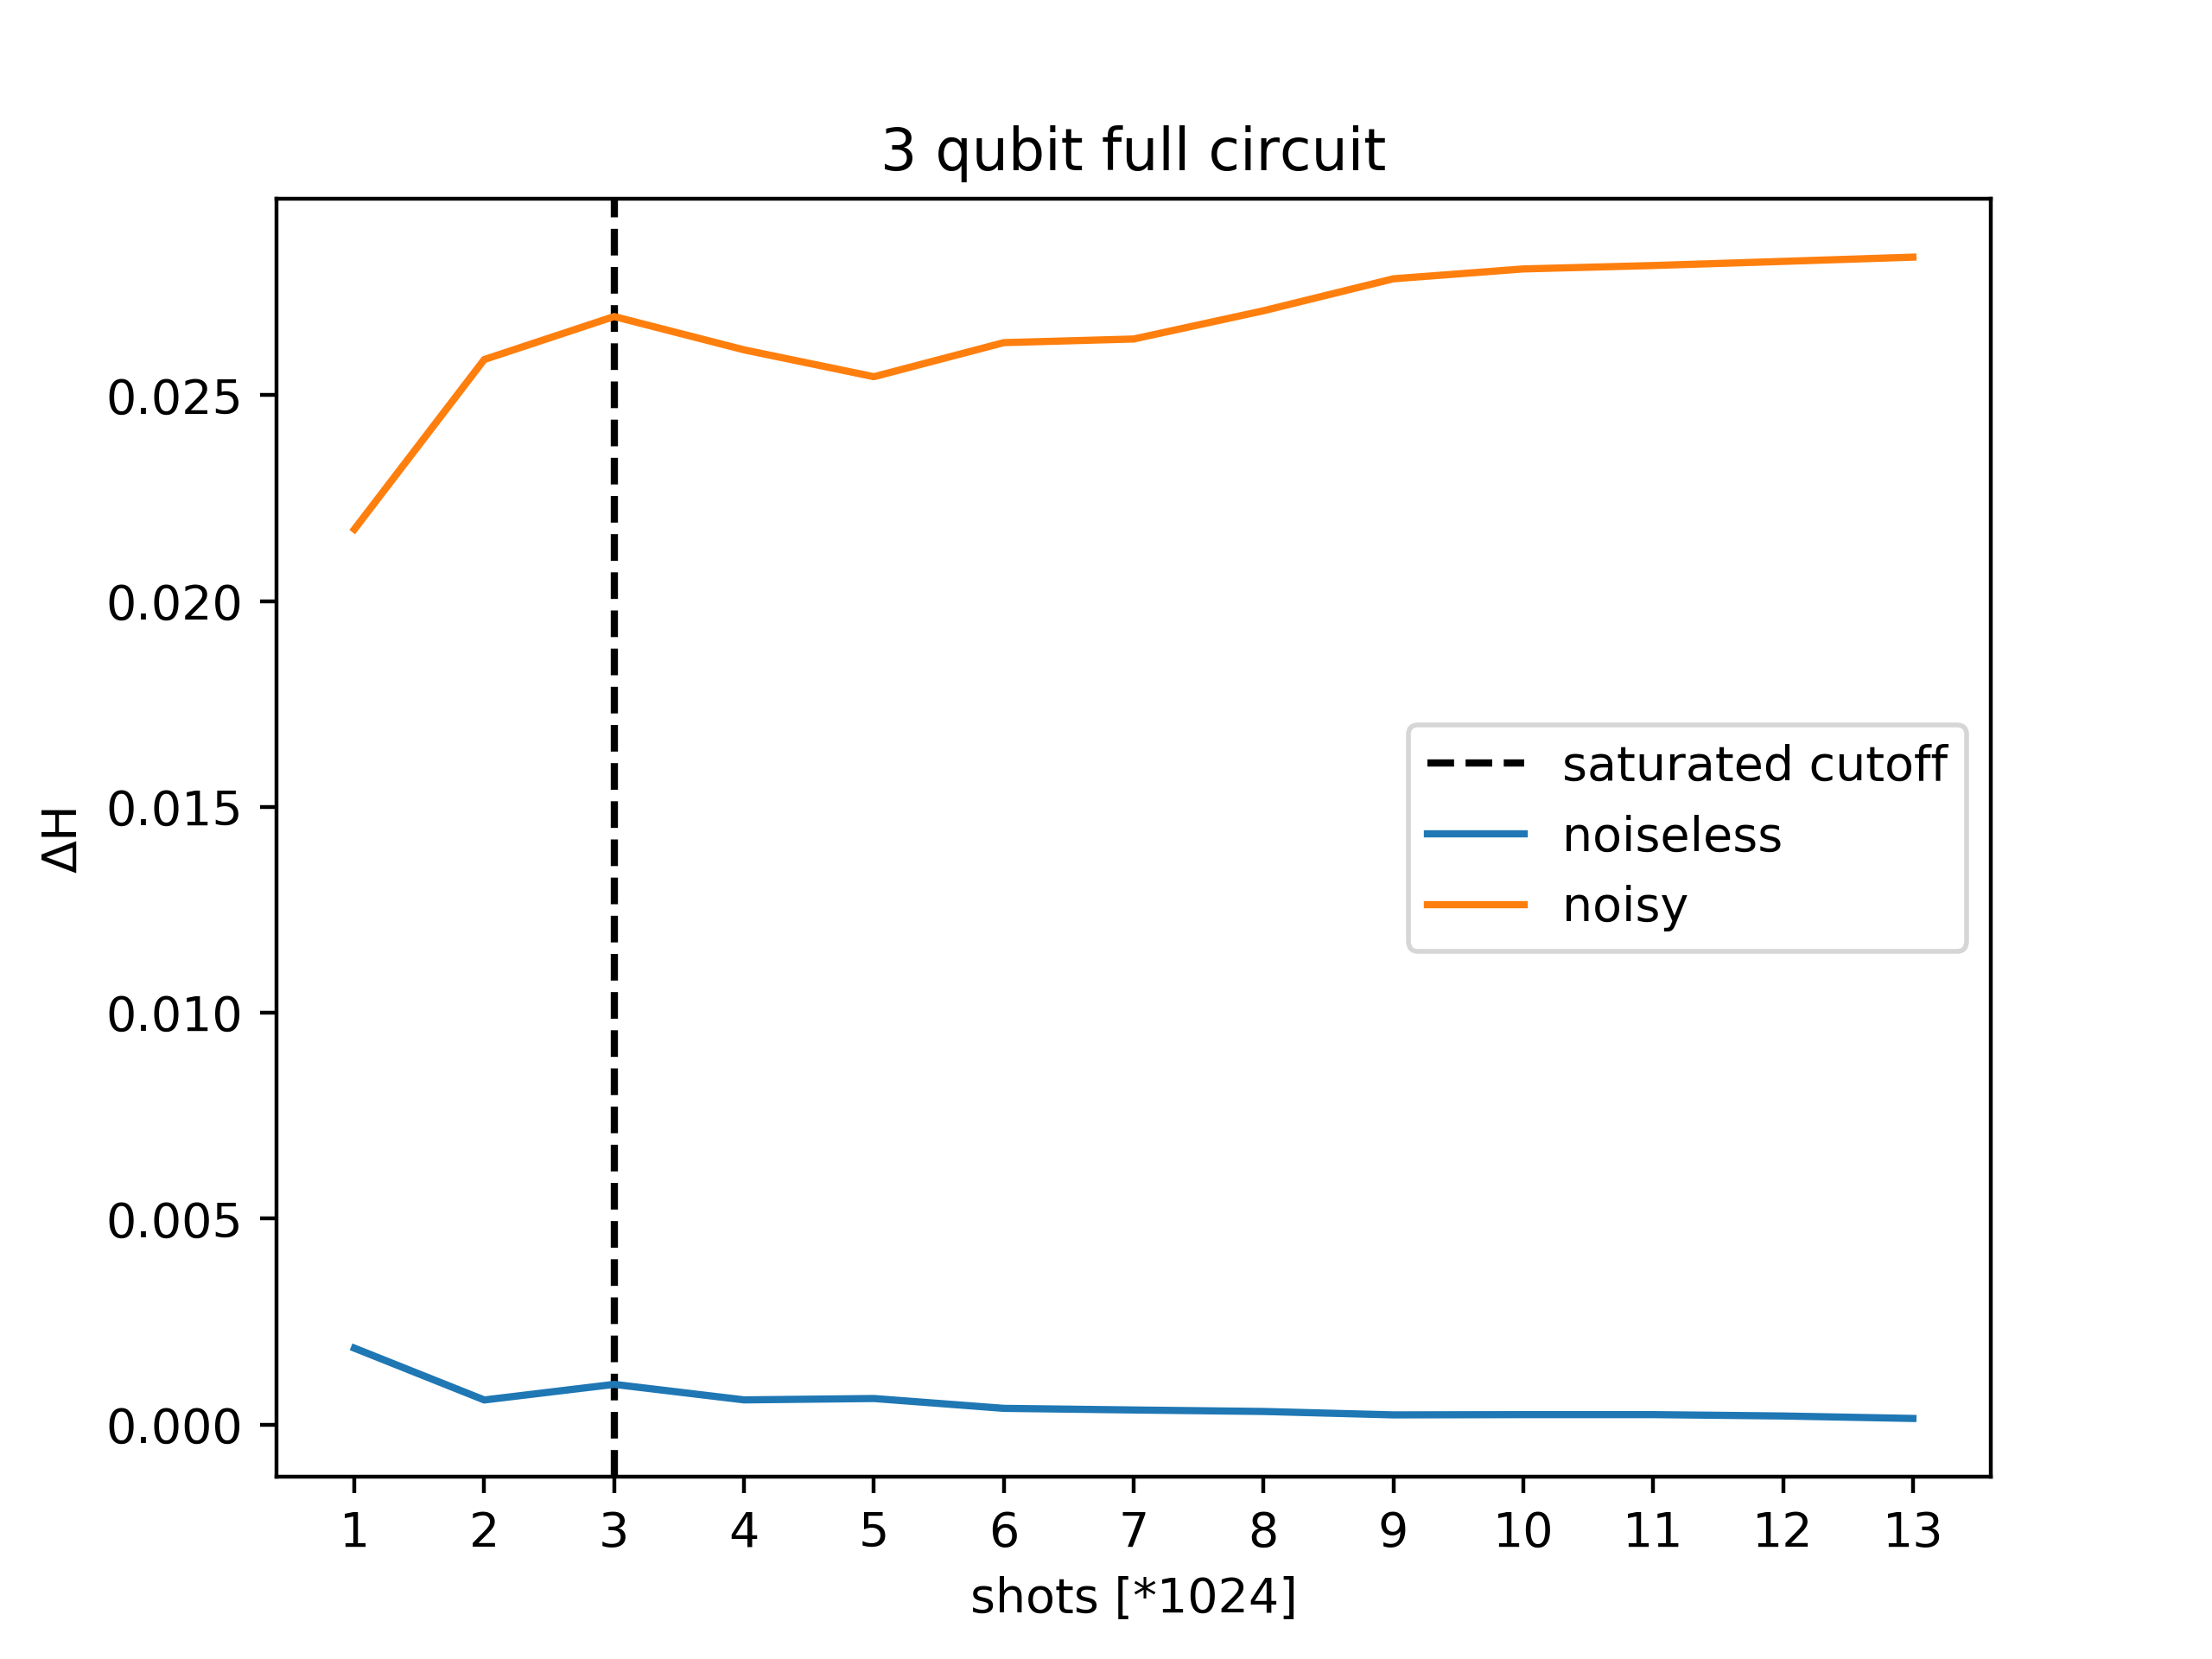 3 qubit full circuit
0.025
0.020
0.015
0.010
0.005
0.000
ΔH
saturated cutoff
noiseless
noisy
1 2 3 4 5 6 7 8 9 10 11 12 13
shots [*1024]